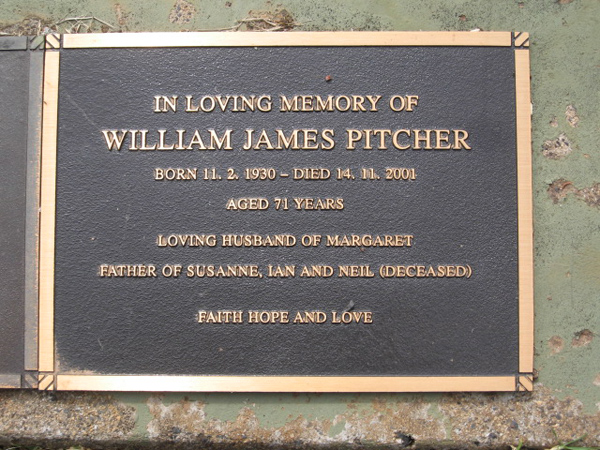 IN LOVING MEMORY OF
WILLIAM JAMES PITCHER
BORN 11. 2. 1930 – DIED 14. 11. 2001
AGED 71 YEARS
LOVING HUSBAND OF MARGARET
FATHER OF SUSANNE, IAN AND NEIL (DECEASED)
FAITH HOPE AND LOVE